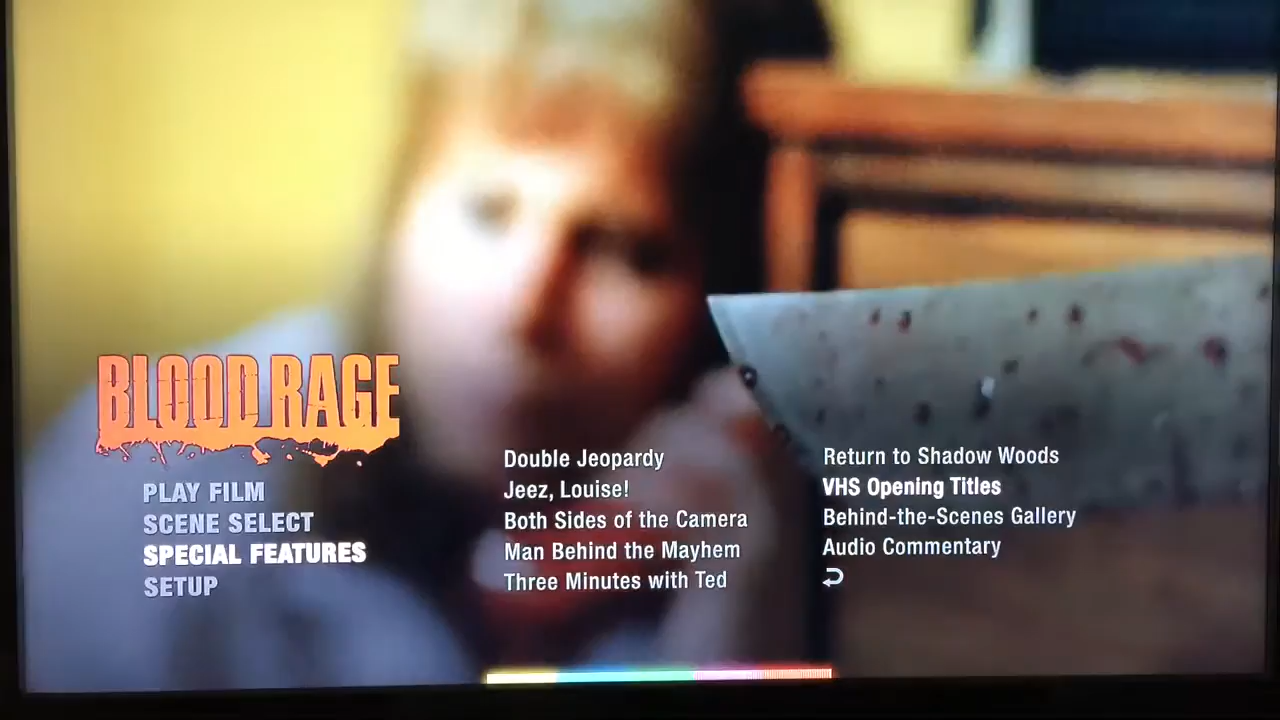 BLOOD RAGE
PLAY FILM
SCENE SELECT
SPECIAL FEATURES
SETUP
Double Jeopardy
Jeez, Louise!
Both Sides of the Camera
Man Behind the Mayhem
Three Minutes with Ted
Return to Shadow Woods
VHS Opening Titles
Behind-the-Scenes Gallery
Audio Commentary